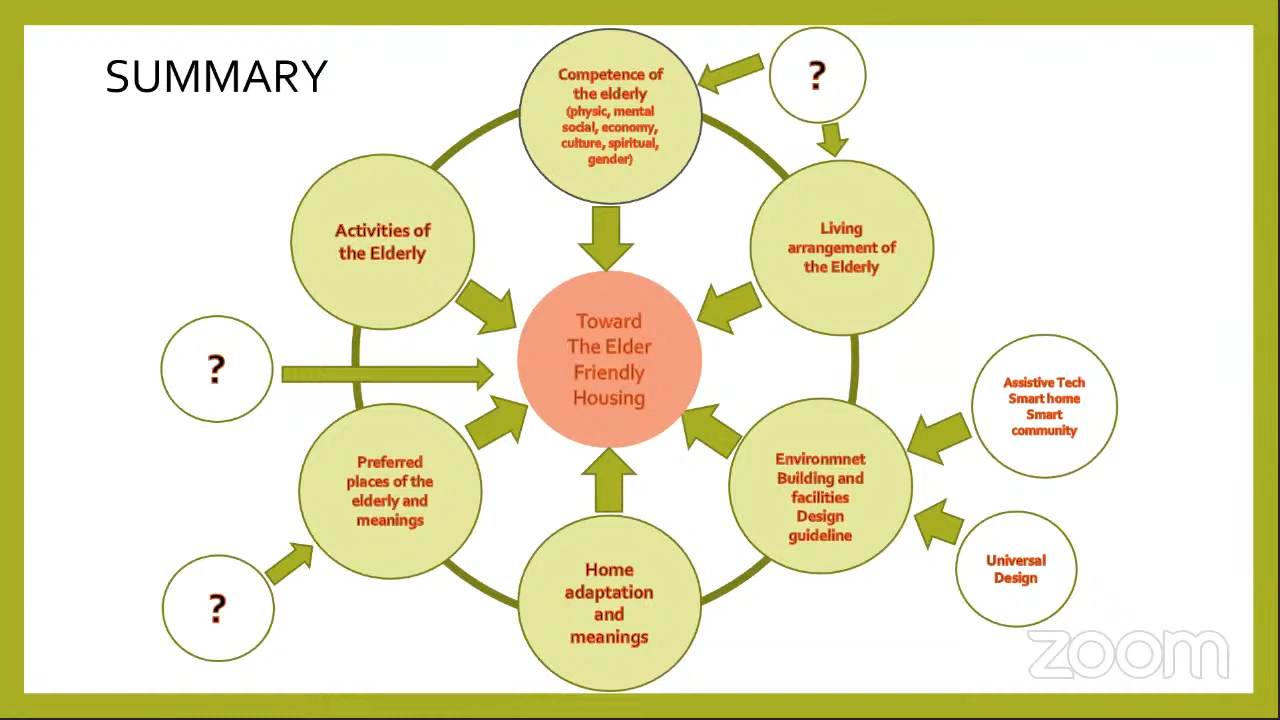 SUMMARY
Competence of
the elderly
(physic, mental
social, economy,
culture, spiritual,
gender)
?
Activities of
the Elderly
Living
arrangement of
the Elderly
Toward
The Elder
Friendly
Housing
?
Assistive Tech
Smart home
Smart
community
Preferred
places of the
elderly and
meanings
Environmnet
Building and
facilities
Design
guideline
Home
adaptation
and
meanings
Universal
Design
?
zoom